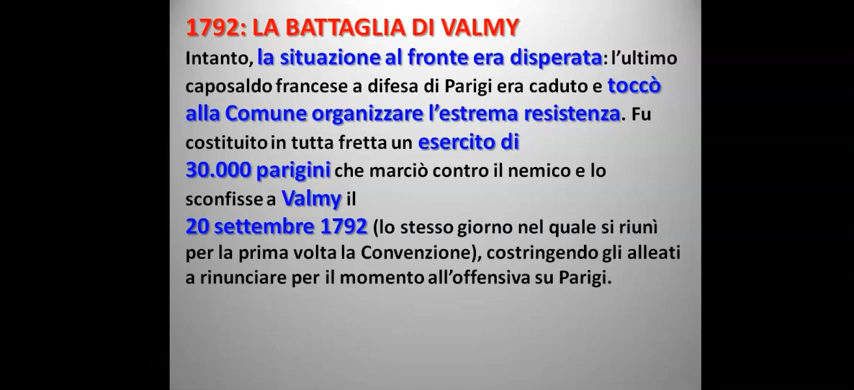 1792: LA BATTAGLIA DI VALMY
Intanto, la situazione al fronte era disperata: l’ultimo
caposaldo francese a difesa di Parigi era caduto e toccò
alla Comune organizzare l’estrema resistenza. Fu
costituito in tutta fretta un esercito di
30.000 parigini che marciò contro il nemico e lo
sconfisse a Valmy il
20 settembre 1792 (lo stesso giorno nel quale si riunì
per la prima volta la Convenzione), costringendo gli alleati
a rinunciare per il momento all’offensiva su Parigi.